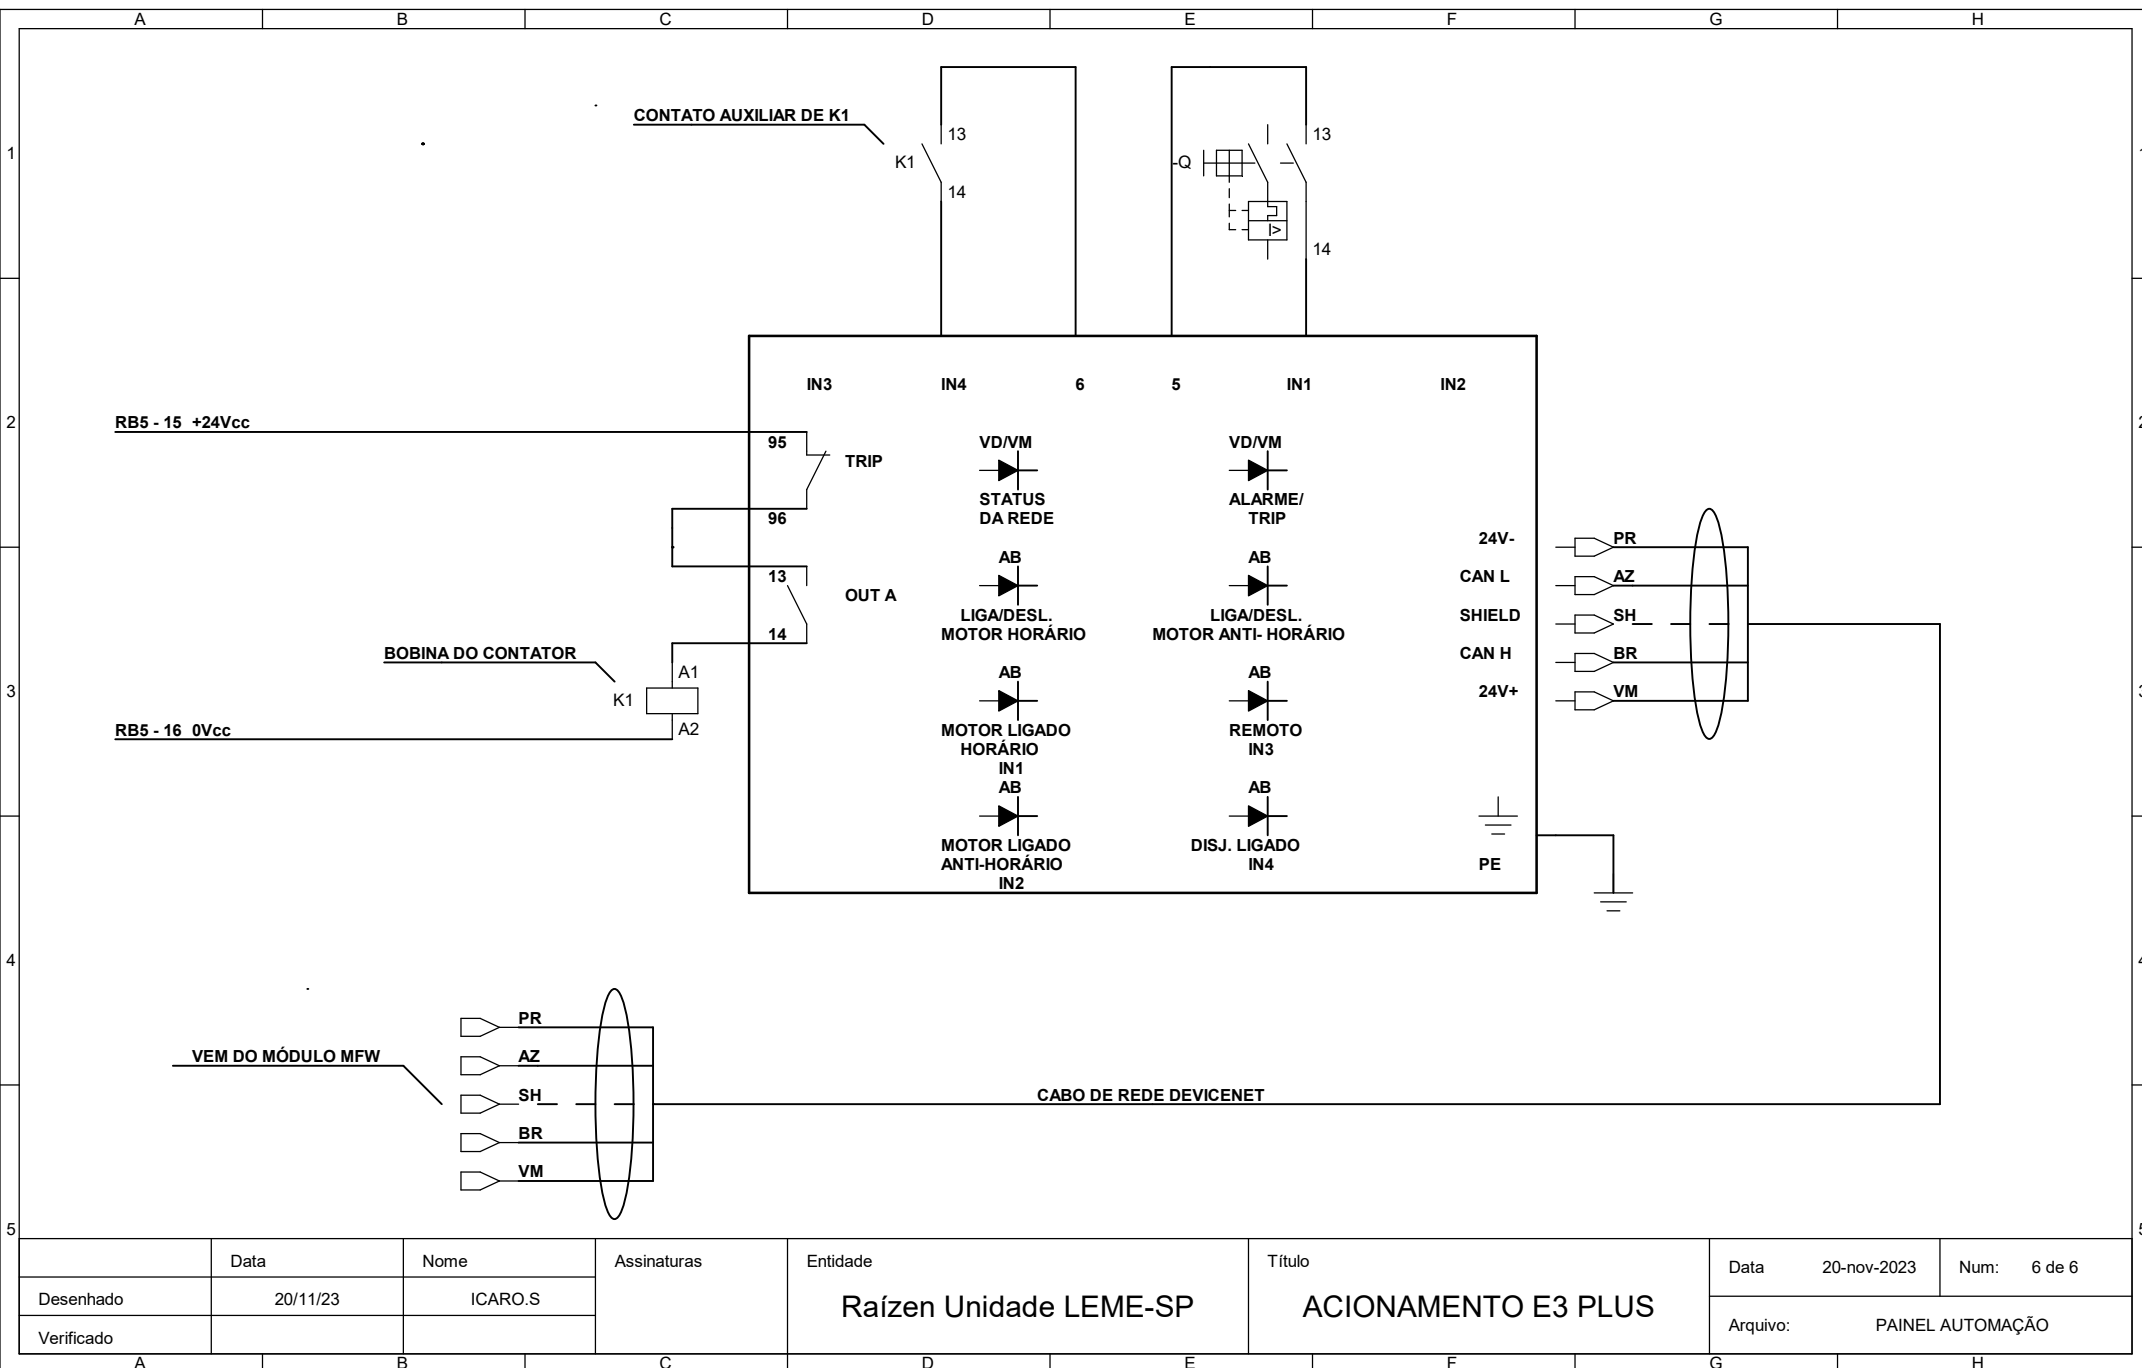 A B C D E F G H
CONTATO AUXILIAR DE K1
13
13
1
K1
-Q
14
I>
14
IN3 IN4 6 5 IN1 IN2
2
RB5 - 15 +24Vcc
95
TRIP
VD/VM
STATUS
DA REDE
VD/VM
ALARME/
TRIP
96
24V-
PR
13
OUT A
AB
LIGA/DESL.
MOTOR HORÁRIO
AB
LIGA/DESL.
MOTOR ANTI- HORÁRIO
CAN L
AZ
SHIELD
SH
14
BOBINA DO CONTATOR
CAN H
BR
A1
K1
A2
3
24V+
VM
RB5 - 16 0Vcc
AB
MOTOR LIGADO
HORÁRIO
IN1
AB
REMOTO
IN3
AB
MOTOR LIGADO
ANTI-HORÁRIO
IN2
AB
DISJ. LIGADO
IN4
PE
4
PR
VEM DO MÓDULO MFW
AZ
SH
CABO DE REDE DEVICENET
BR
VM
5
Data Nome Assinaturas
Desenhado 20/11/23 ICARO.S
Verificado
Entidade
Raízen Unidade LEME-SP
Título
ACIONAMENTO E3 PLUS
Data 20-nov-2023 Num: 6 de 6
Arquivo: PAINEL AUTOMAÇÃO
A B C D E F G H